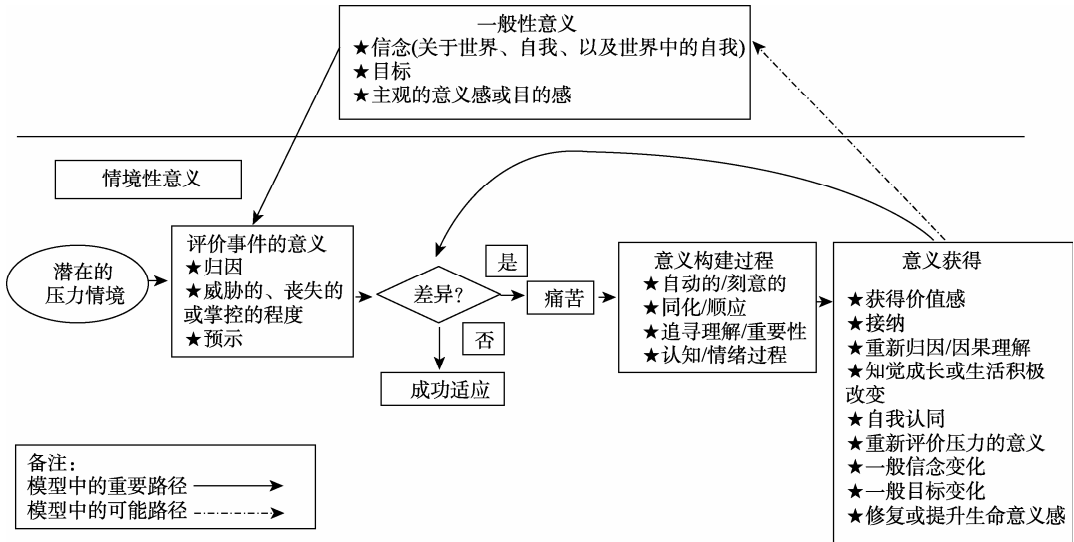 一般性意义
★信念(关于世界、自我、以及世界中的自我)
★目标
★主观的意义感或目的感
情境性意义
潜在的
压力情境
评价事件的意义
★归因
★威胁的、丧失的
或掌控的程度
★预示
差异?
是
否
痛苦
成功适应
意义构建过程
★自动的/刻意的
★同化/顺应
★追寻理解/重要性
★认知/情绪过程
意义获得
★获得价值感
★接纳
★重新归因/因果理解
★知觉成长或生活积极
改变
★自我认同
★重新评价压力的意义
★一般信念变化
★一般目标变化
★修复或提升生命意义感
备注：
模型中的重要路径
模型中的可能路径